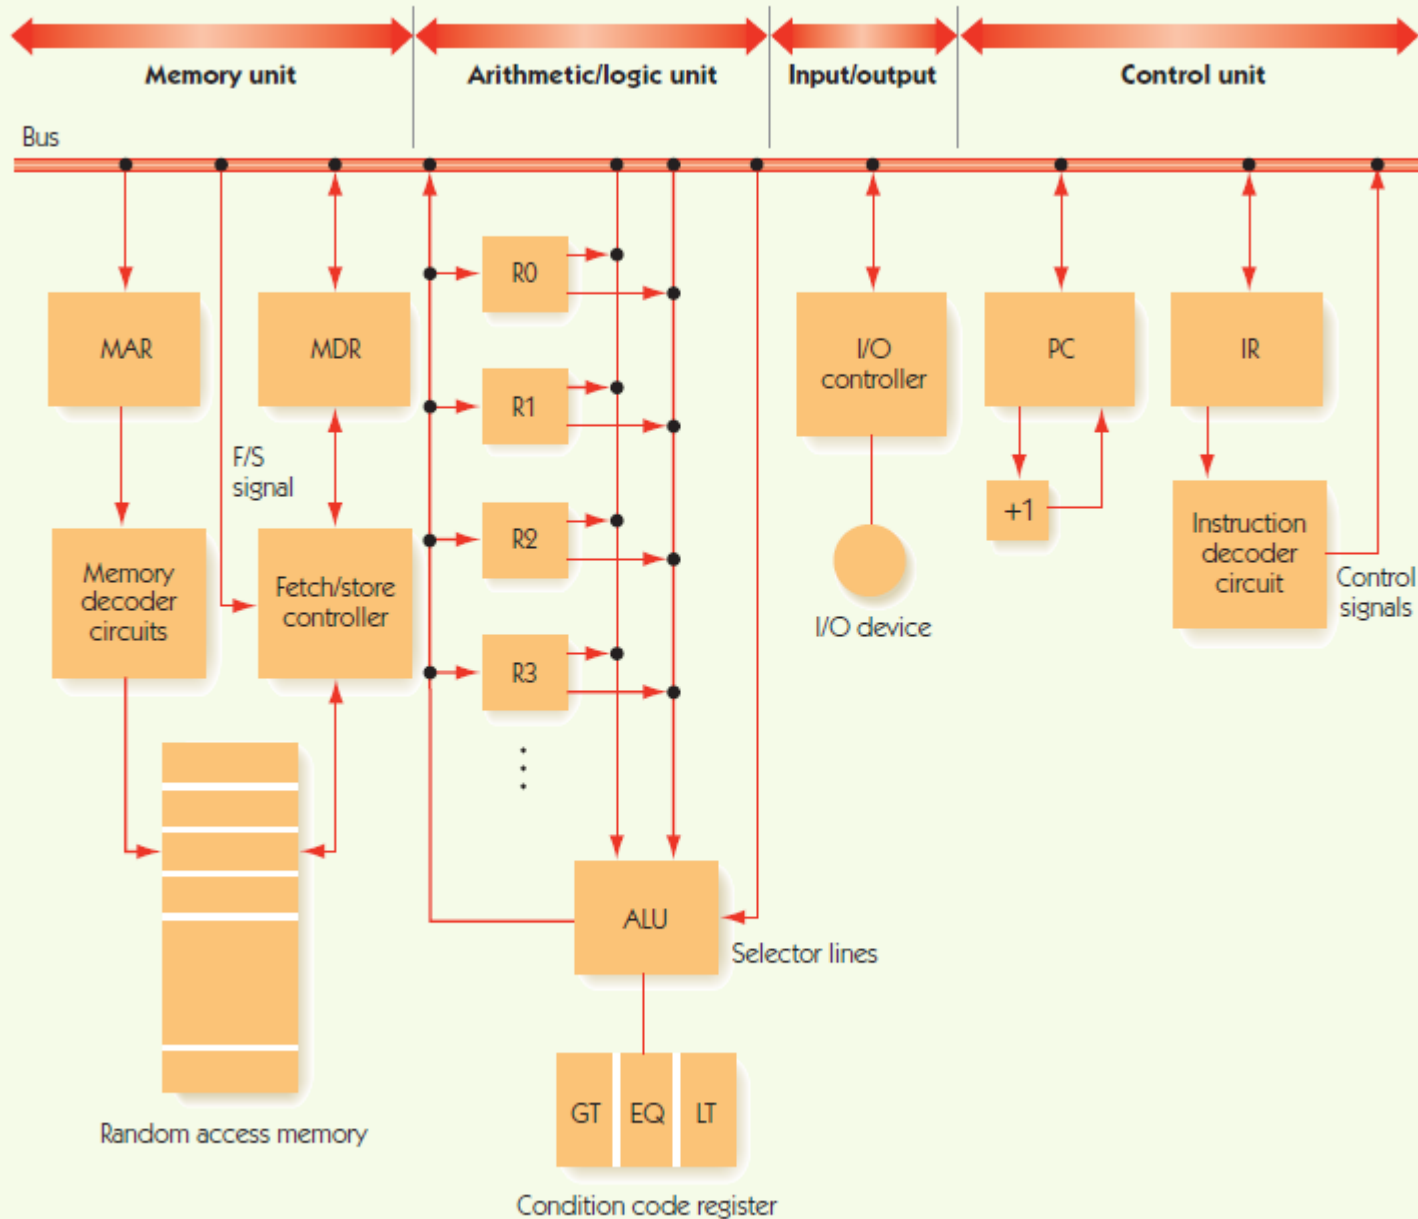 Memory unit
Arithmetic/logic unit
Input/output
Control unit
Bus
MAR
MDR
F/S
signal
Memory
decoder
circuits
Fetch/store
controller
Random access memory
R0
R1
R2
R3
ALU
Selector lines
GT
EQ
LT
Condition code register
I/O
controller
I/O device
PC
+1
IR
Instruction
decoder
circuit
Control
signals